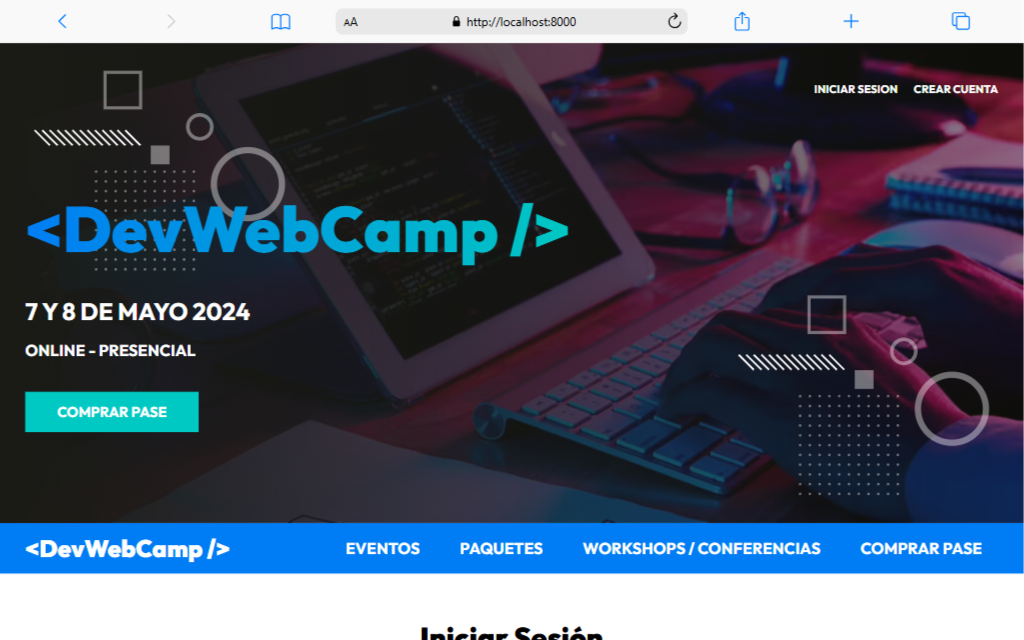 AA http://localhost:8000
INICIAR SESION CREAR CUENTA
<DevWebCamp />
7 Y 8 DE MAYO 2024
ONLINE - PRESENCIAL
COMPRAR PASE
<DevWebCamp /> EVENTOS PAQUETES WORKSHOPS / CONFERENCIAS COMPRAR PASE
Iniciar Sesión